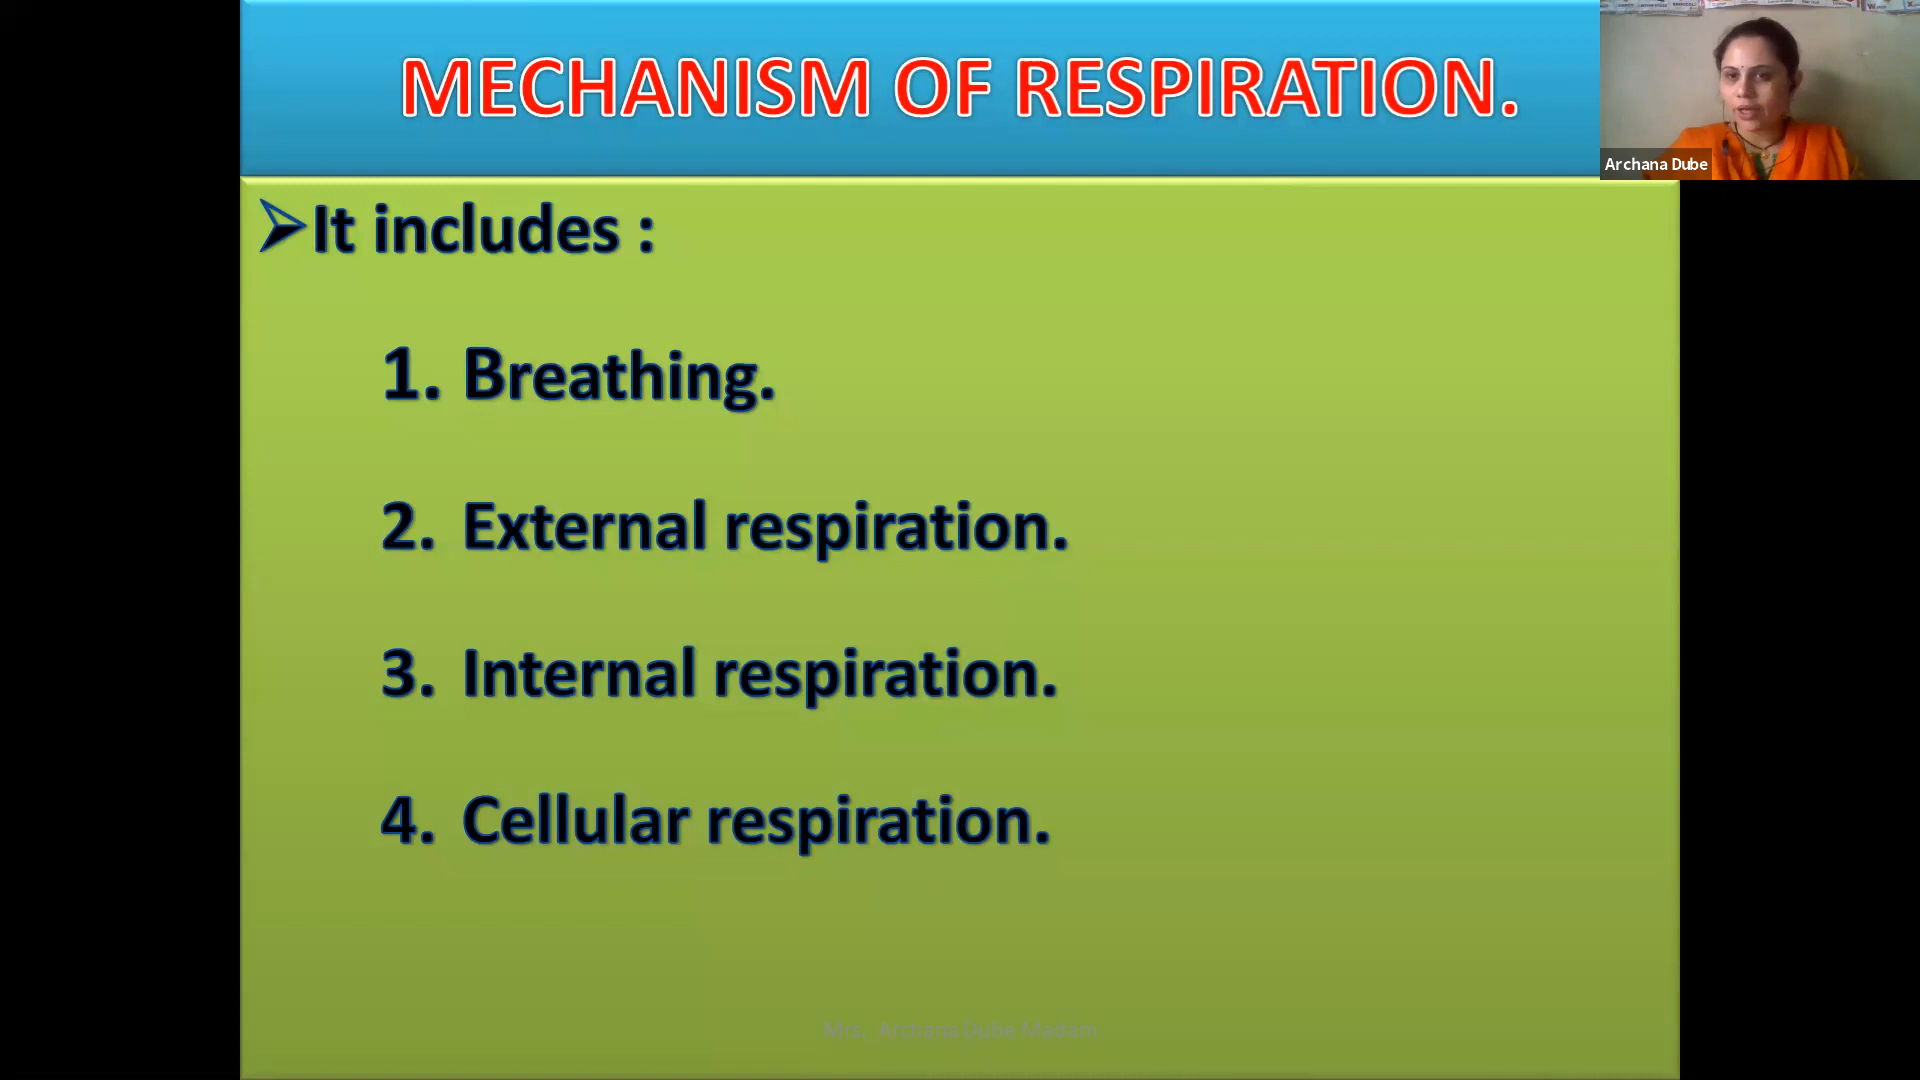 MECHANISM OF RESPIRATION.
Archana Dube
➢It includes :
1. Breathing.
2. External respiration.
3. Internal respiration.
4. Cellular respiration.
Mrs. Archana Dube Madam